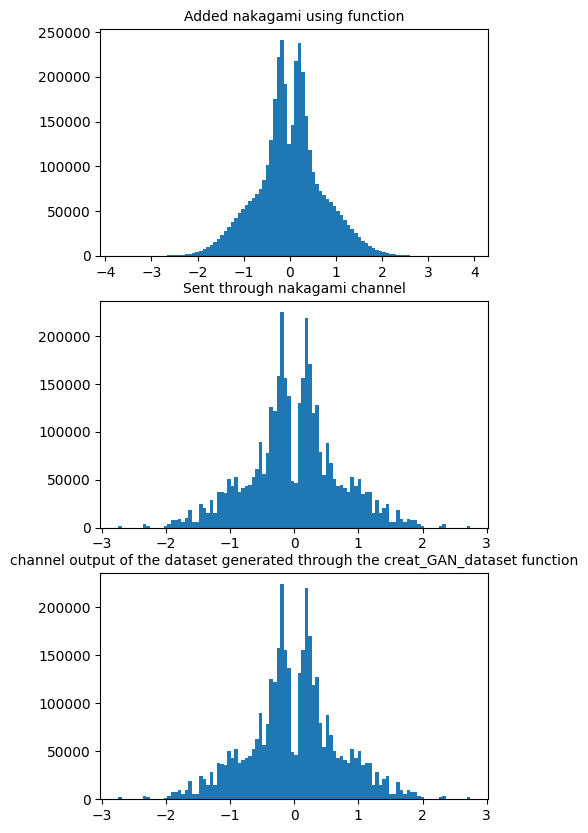 Added nakagami using function
250000
200000
150000
100000
50000
0
−4 −3 −2 −1 0 1 2 3 4
Sent through nakagami channel
200000
150000
100000
50000
0
−3 −2 −1 0 1 2 3
channel output of the dataset generated through the creat_GAN_dataset function
200000
150000
100000
50000
0
−3 −2 −1 0 1 2 3